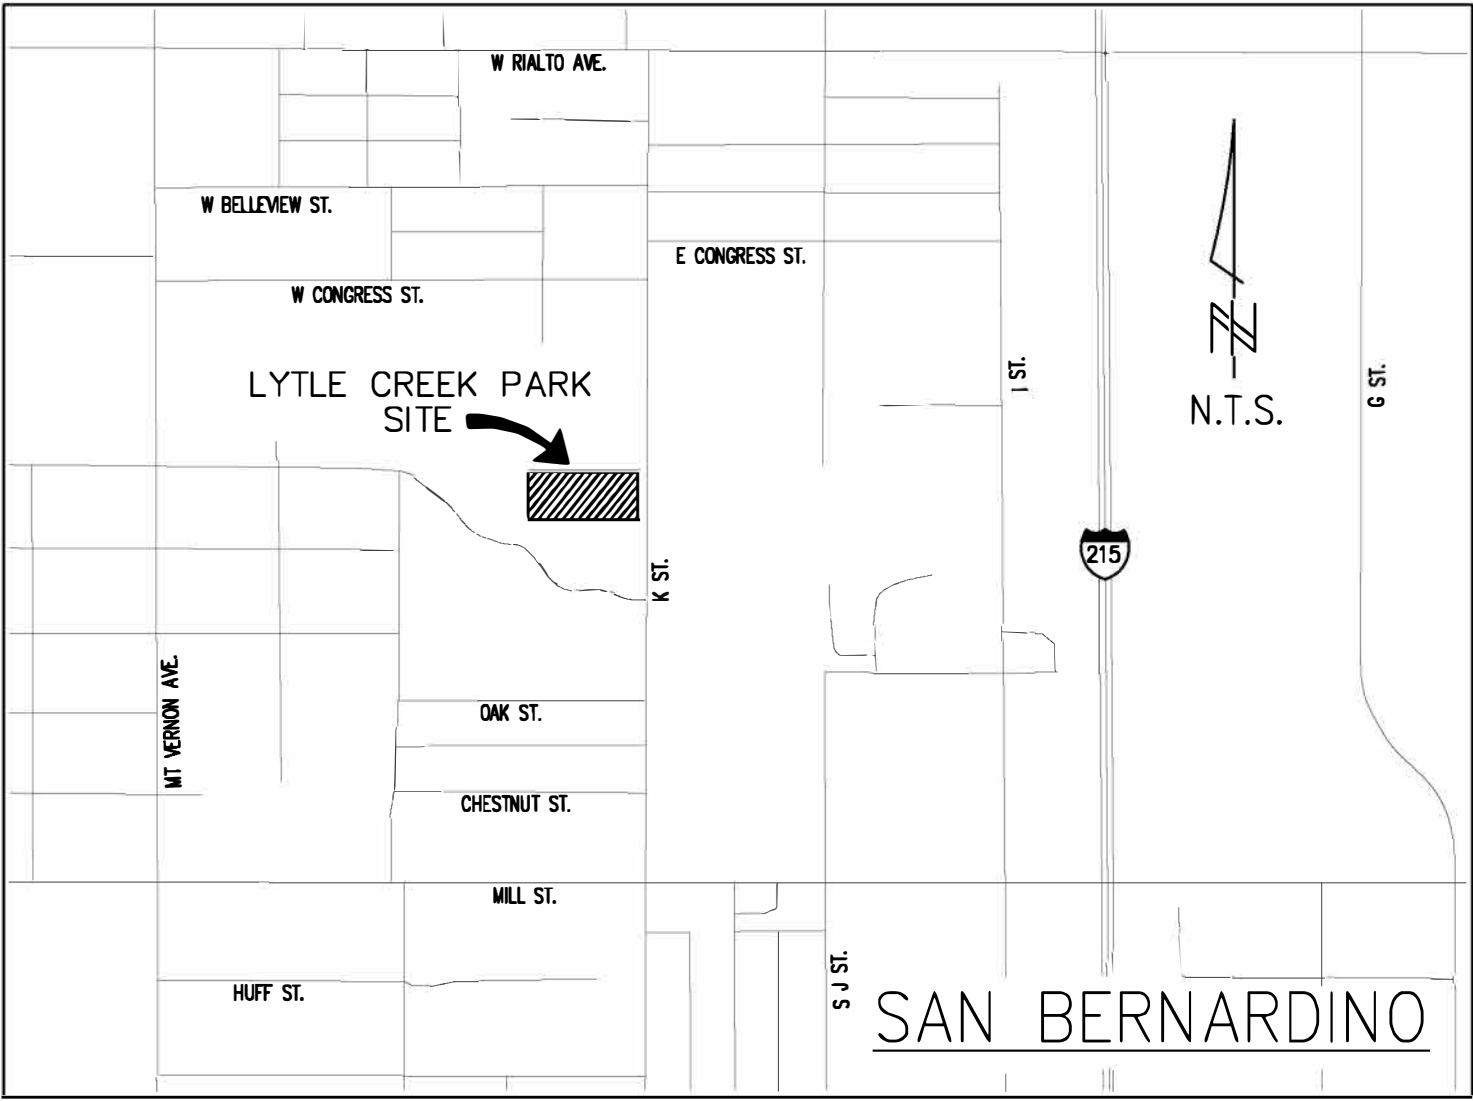 W RIALTO AVE.
W BELLEVIEW ST.
E CONGRESS ST.
W CONGRESS ST.
LYTLE CREEK PARK
SITE
I ST.
G ST.
N
N.T.S.
215
K ST.
MT VERNON AVE.
OAK ST.
CHESTNUT ST.
MILL ST.
S J ST.
HUFF ST.
SAN BERNARDINO